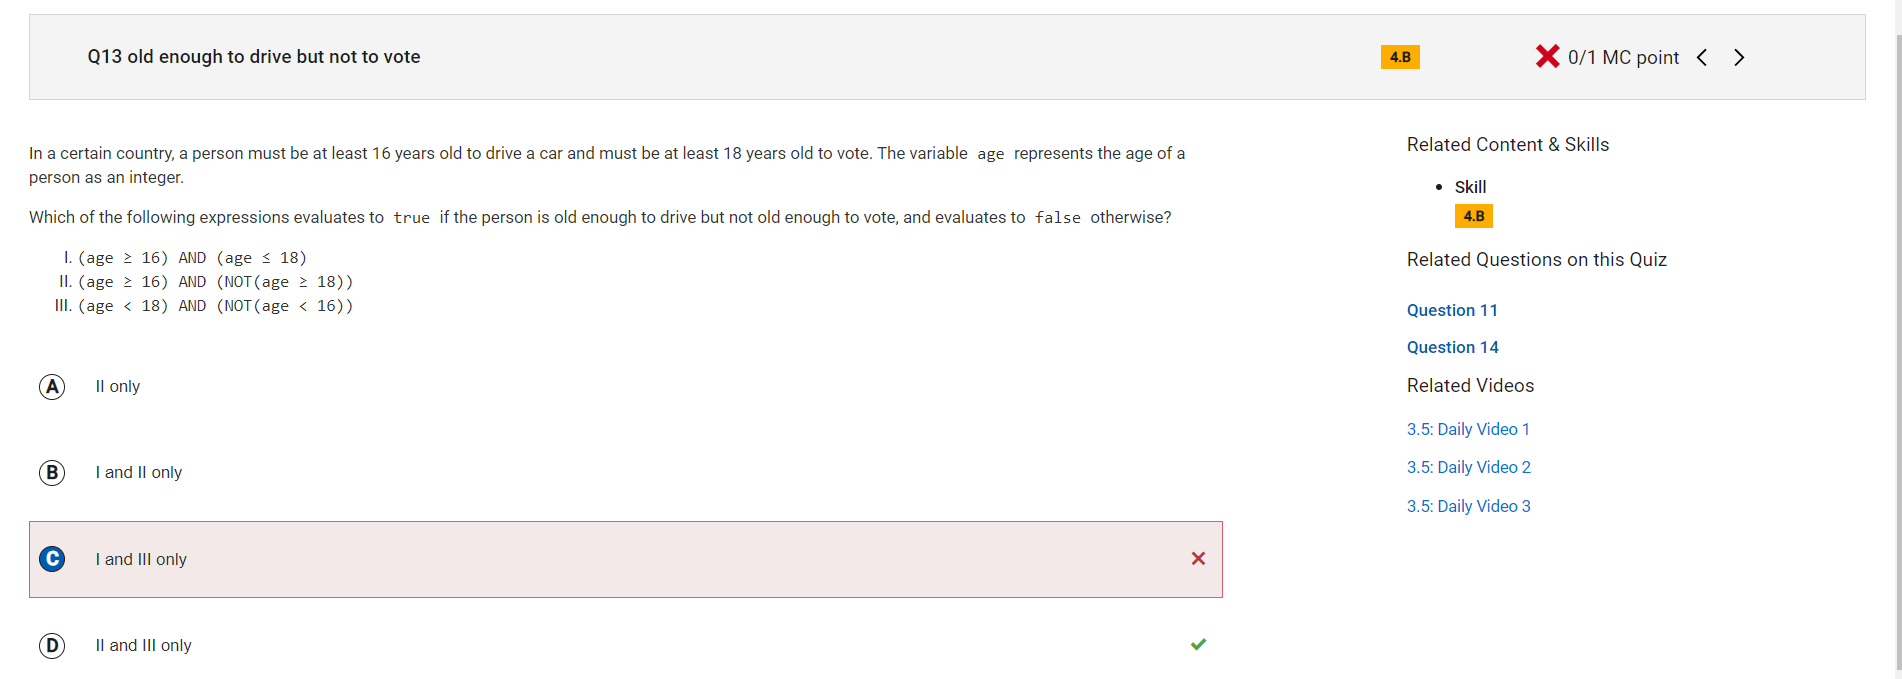 Q13 old enough to drive but not to vote
4.B
0/1 MC point
In a certain country, a person must be at least 16 years old to drive a car and must be at least 18 years old to vote. The variable age represents the age of a
person as an integer.
Which of the following expressions evaluates to true if the person is old enough to drive but not old enough to vote, and evaluates to false otherwise?
I. (age ≥ 16) AND (age ≤ 18)
II. (age ≥ 16) AND (NOT(age ≥ 18))
III. (age < 18) AND (NOT(age < 16))
A II only
B I and II only
C I and III only
D II and III only
Related Content & Skills
• Skill
4.B
Related Questions on this Quiz
Question 11
Question 14
Related Videos
3.5: Daily Video 1
3.5: Daily Video 2
3.5: Daily Video 3